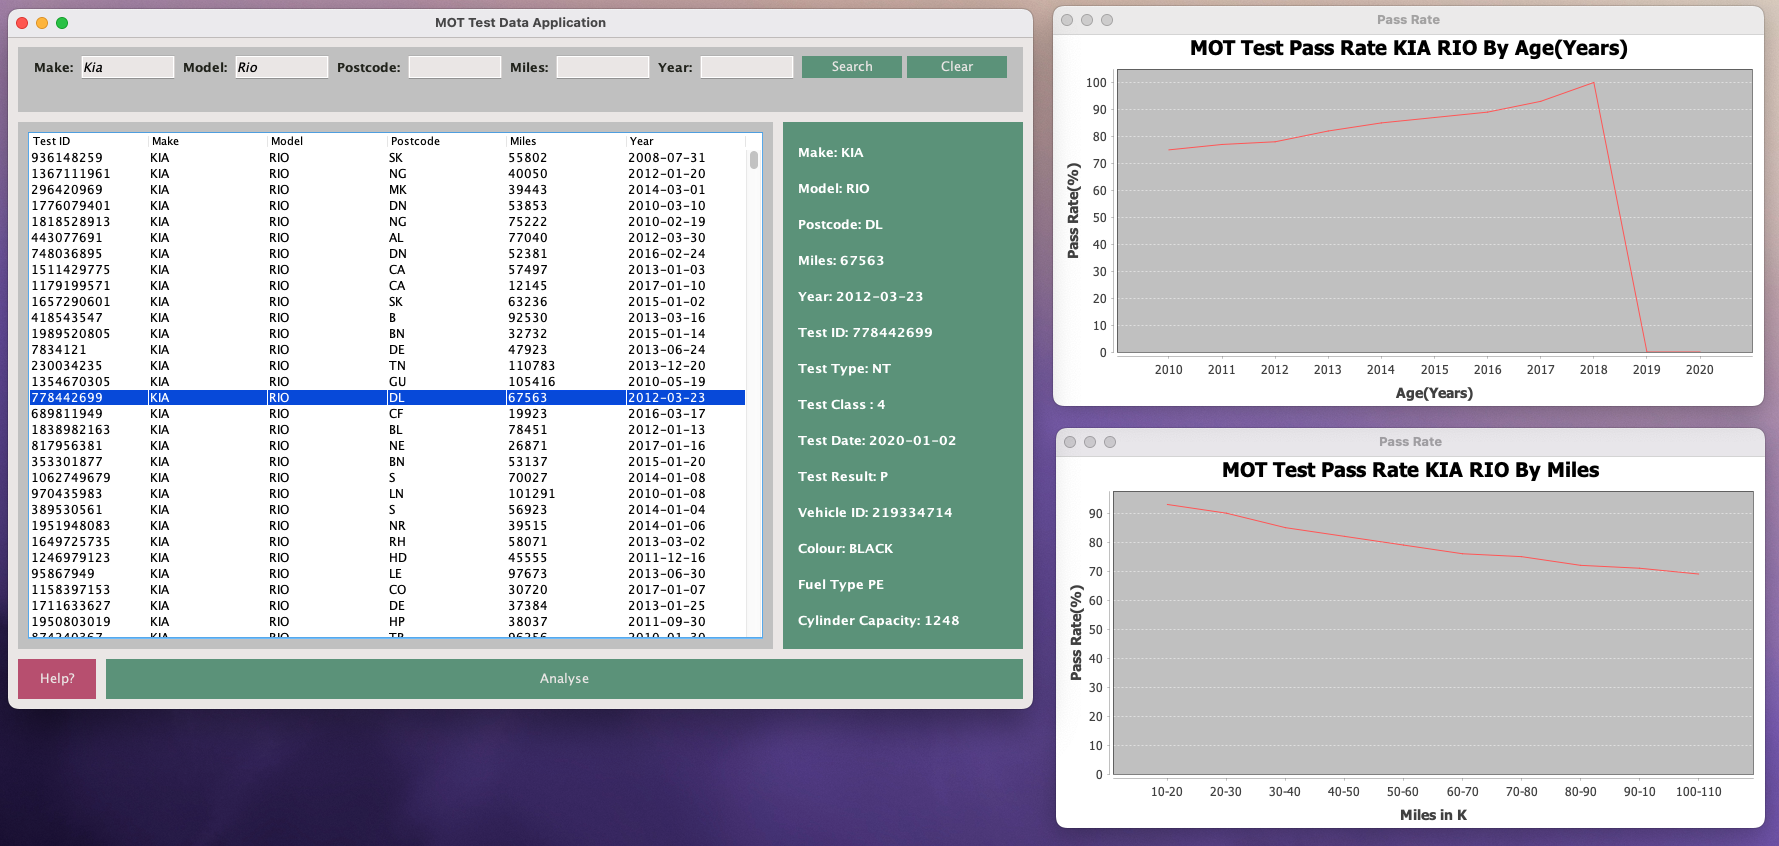 MOT Test Data Application
Make: Kia Model: Rio Postcode: Miles: Year: Search Clear
Test ID Make Model Postcode Miles Year
936148259 KIA RIO SK 55802 2008-07-31
1367111961 KIA RIO NG 40050 2012-01-20
296420969 KIA RIO MK 39443 2014-03-01
1776079401 KIA RIO DN 53853 2010-03-10
1818528913 KIA RIO NG 75222 2010-02-19
443077691 KIA RIO AL 77040 2012-03-30
748036895 KIA RIO DN 52381 2016-02-24
1511429775 KIA RIO CA 57497 2013-01-03
1179199571 KIA RIO CA 12145 2017-01-10
1657290601 KIA RIO SK 63236 2015-01-02
418543547 KIA RIO B 92530 2013-03-16
1989520805 KIA RIO BN 32732 2015-01-14
7834121 KIA RIO DE 47923 2013-06-24
230034235 KIA RIO TN 110783 2013-12-20
1354670305 KIA RIO GU 105416 2010-05-19
778442699 KIA RIO DL 67563 2012-03-23
689811949 KIA RIO CF 19923 2016-03-17
1838982163 KIA RIO BL 78451 2012-01-13
817956381 KIA RIO NE 26871 2017-01-16
353301877 KIA RIO BN 53137 2015-01-20
1062749679 KIA RIO S 70027 2014-01-08
970435983 KIA RIO LN 101291 2010-01-08
389530561 KIA RIO S 56923 2014-01-04
1951948083 KIA RIO NR 39515 2014-01-06
1649725735 KIA RIO RH 58071 2013-03-02
1246979123 KIA RIO HD 45555 2011-12-16
95867949 KIA RIO LE 97673 2013-06-30
1158397153 KIA RIO CO 30720 2017-01-07
1711633627 KIA RIO DE 37384 2013-01-25
1950803019 KIA RIO HP 38037 2011-09-30
KIA RIO
Make: KIA
Model: RIO
Postcode: DL
Miles: 67563
Year: 2012-03-23
Test ID: 778442699
Test Type: NT
Test Class : 4
Test Date: 2020-01-02
Test Result: P
Vehicle ID: 219334714
Colour: BLACK
Fuel Type PE
Cylinder Capacity: 1248
Help? Analyse
Pass Rate
MOT Test Pass Rate KIA RIO By Age(Years)
Pass Rate(%)
100
90
80
70
60
50
40
30
20
10
0
2010 2011 2012 2013 2014 2015 2016 2017 2018 2019 2020
Age(Years)
Pass Rate
MOT Test Pass Rate KIA RIO By Miles
Pass Rate(%)
90
80
70
60
50
40
30
20
10
0
10-20 20-30 30-40 40-50 50-60 60-70 70-80 80-90 90-10 100-110
Miles in K